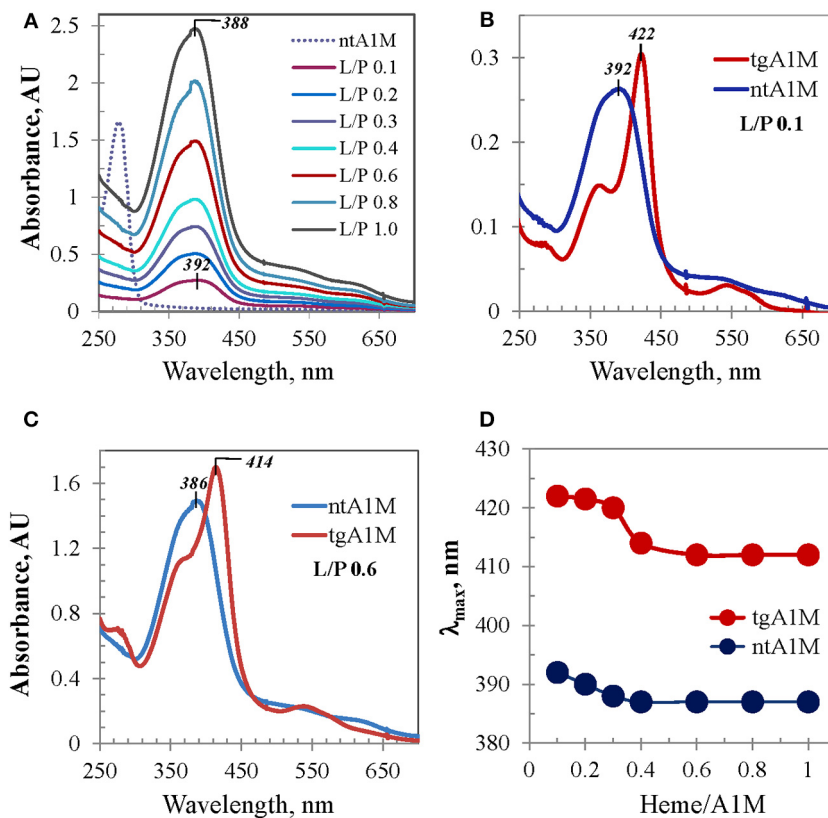 A
388
ntA1M
L/P 0.1
L/P 0.2
L/P 0.3
L/P 0.4
L/P 0.6
L/P 0.8
L/P 1.0
392
2.5
2
1.5
1
0.5
0
Absorbance, AU
250 350 450 550 650
Wavelength, nm
B
422
392
tgA1M
ntA1M
L/P 0.1
0.3
0.2
0.1
0
Absorbance, AU
250 350 450 550 650
Wavelength, nm
C
414
386
ntA1M
tgA1M
L/P 0.6
1.6
1.2
0.8
0.4
0
Absorbance, AU
250 350 450 550 650
Wavelength, nm
D
430
420
410
400
390
380
λmax, nm
tgA1M
ntA1M
0 0.2 0.4 0.6 0.8 1
Heme/A1M